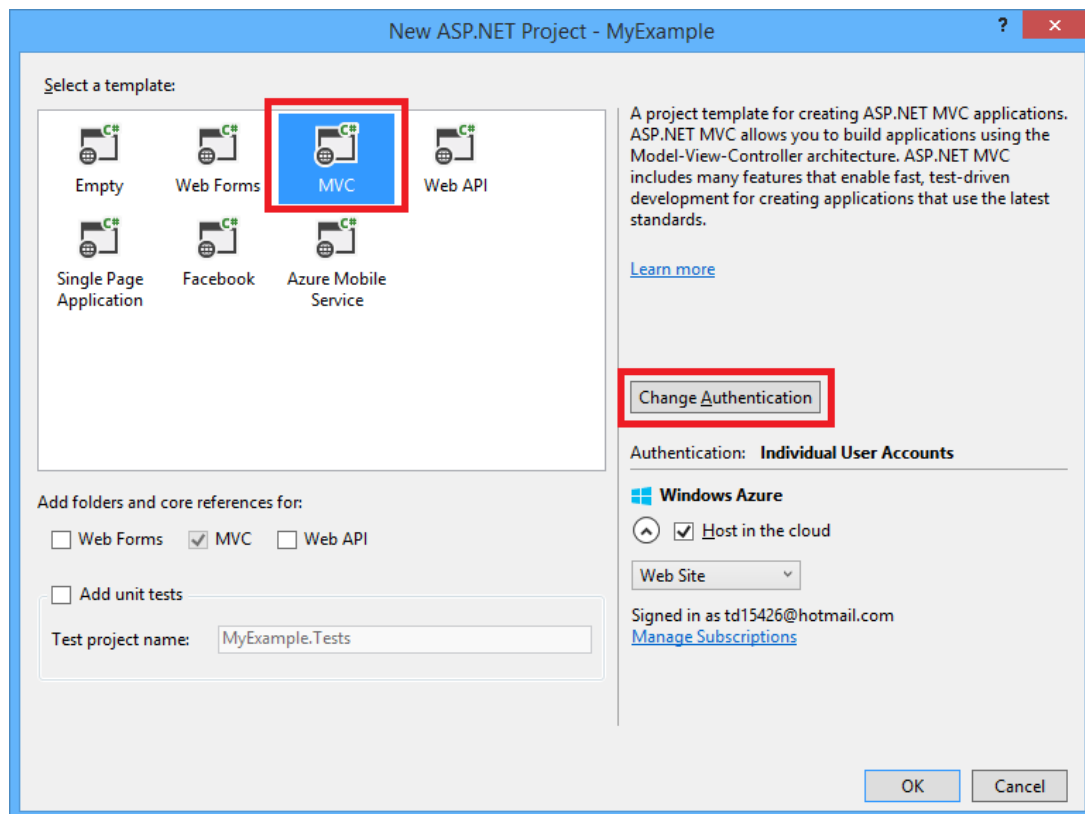 New ASP.NET Project - MyExample
?
Select a template:
C#
C#
C#
C#
Empty
Web Forms
MVC
Web API
C#
C#
C#
Single Page
Application
Facebook
Azure Mobile
Service
A project template for creating ASP.NET MVC applications.
ASP.NET MVC allows you to build applications using the
Model-View-Controller architecture. ASP.NET MVC
includes many features that enable fast, test-driven
development for creating applications that use the latest
standards.
Learn more
Change Authentication
Authentication: Individual User Accounts
Add folders and core references for:
Web Forms
MVC
Web API
Add unit tests
Test project name:
MyExample.Tests
Windows Azure
Host in the cloud
Web Site
Signed in as td15426@hotmail.com
Manage Subscriptions
OK
Cancel